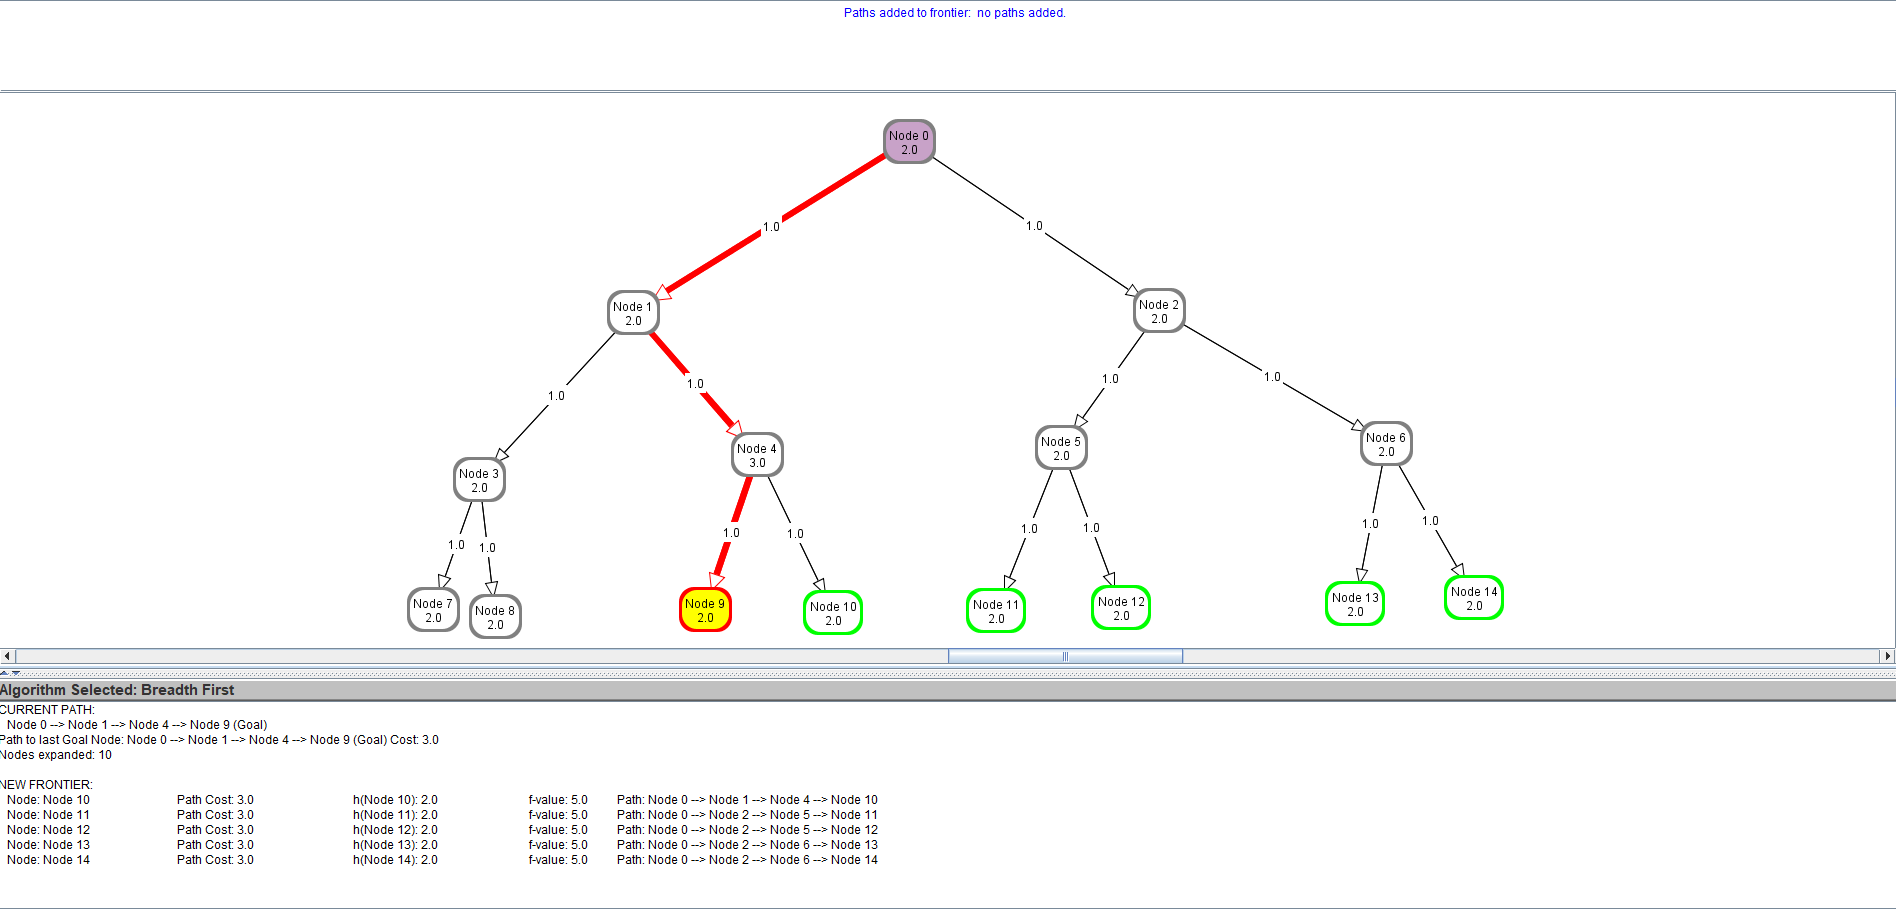 Paths added to frontier: no paths added.
Node 0
2.0
1.0
1.0
Node 1
2.0
Node 2
2.0
1.0
1.0
1.0
1.0
Node 3
2.0
Node 4
3.0
Node 5
2.0
Node 6
2.0
1.0
1.0
1.0
1.0
1.0
1.0
1.0
1.0
Node 7
2.0
Node 8
2.0
Node 9
2.0
Node 10
2.0
Node 11
2.0
Node 12
2.0
Node 13
2.0
Node 14
2.0
Algorithm Selected: Breadth First
CURRENT PATH:
Node 0 --> Node 1 --> Node 4 --> Node 9 (Goal)
Path to last Goal Node: Node 0 --> Node 1 --> Node 4 --> Node 9 (Goal) Cost: 3.0
Nodes expanded: 10
NEW FRONTIER:
Node: Node 10 Path Cost: 3.0 h(Node 10): 2.0 f-value: 5.0 Path: Node 0 --> Node 1 --> Node 4 --> Node 10
Node: Node 11 Path Cost: 3.0 h(Node 11): 2.0 f-value: 5.0 Path: Node 0 --> Node 2 --> Node 5 --> Node 11
Node: Node 12 Path Cost: 3.0 h(Node 12): 2.0 f-value: 5.0 Path: Node 0 --> Node 2 --> Node 5 --> Node 12
Node: Node 13 Path Cost: 3.0 h(Node 13): 2.0 f-value: 5.0 Path: Node 0 --> Node 2 --> Node 6 --> Node 13
Node: Node 14 Path Cost: 3.0 h(Node 14): 2.0 f-value: 5.0 Path: Node 0 --> Node 2 --> Node 6 --> Node 14